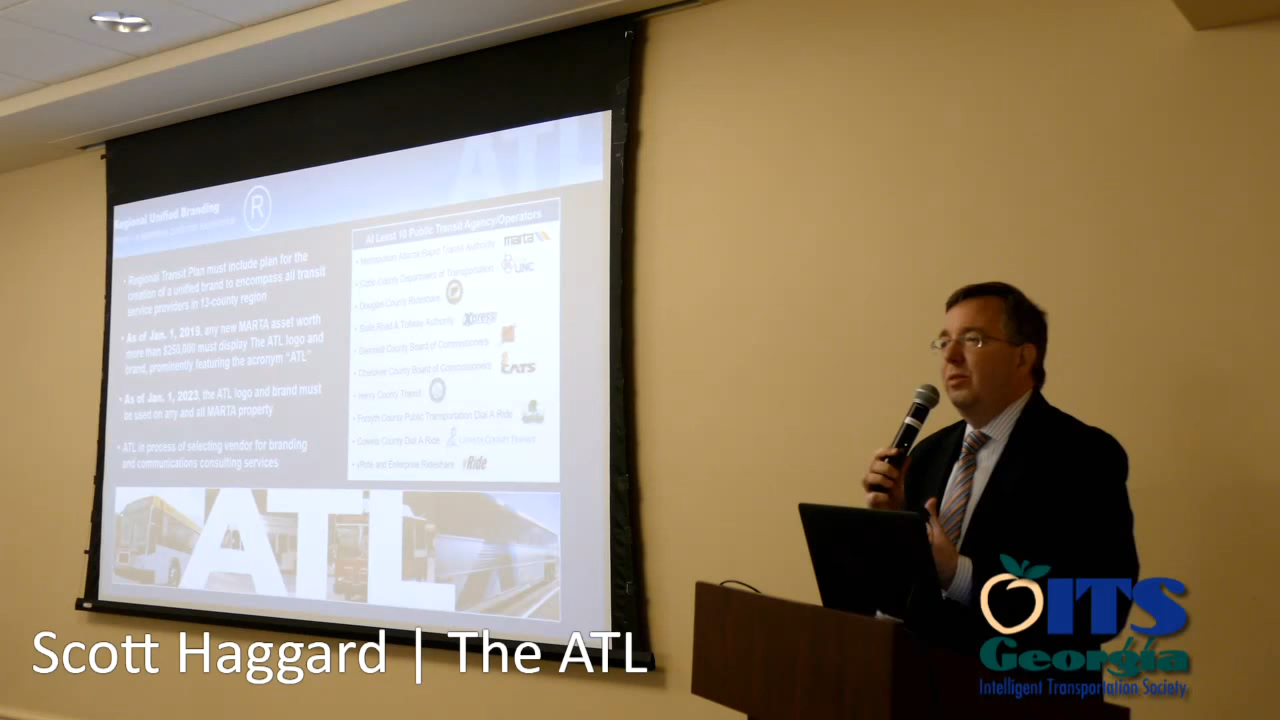 ATL
Regional Unified Branding
R
• Regional Transit Plan must include plan for the
creation of a unified brand to encompass all transit
service providers in 13-county region
• As of Jan. 1, 2019, any new MARTA asset worth
more than $250,000 must display The ATL logo and
brand, prominently featuring the acronym "ATL"
• As of Jan. 1, 2023, the ATL logo and brand must
be used on any and all MARTA property
• ATL in process of selecting vendor for branding
and communications consulting services
At Least 10 Public Transit Agency/Operators
• Metropolitan Atlanta Rapid Transit Authority marta
• Cobb County Department of Transportation LINC
• Douglas County Rideshare
• State Road & Tollway Authority Xpress
• Gwinnett County Board of Commissioners
• Cherokee County Board of Commissioners CATS
• Henry County Transit
• Forsyth County Public Transportation Dial A Ride
• Coweta County Dial A Ride
• vRide and Enterprise Rideshare vRide
ATL
Scott Haggard | The ATL
ITS
Georgia
Intelligent Transportation Society